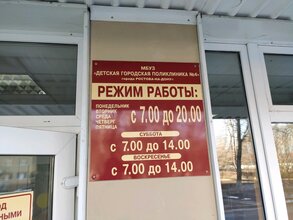 МБУЗ
«ДЕТСКАЯ ГОРОДСКАЯ ПОЛИКЛИНИКА №4»
города РОСТОВА-НА-ДОНУ
РЕЖИМ РАБОТЫ:
ПОНЕДЕЛЬНИК
ВТОРНИК
СРЕДА
ЧЕТВЕРГ
ПЯТНИЦА
с 7.00 до 20.00
СУББОТА
с 7.00 до 14.00
ВОСКРЕСЕНЬЕ
с 7.00 до 14.00